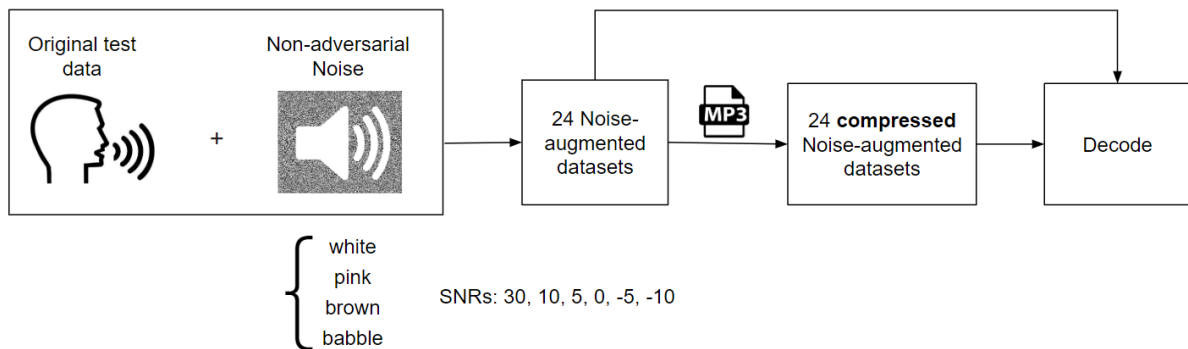 Original test
data
+
Non-adversarial
Noise
24 Noise-
augmented
datasets
MP3
24 compressed
Noise-augmented
datasets
Decode
white
pink
brown
babble
SNRs: 30, 10, 5, 0, -5, -10